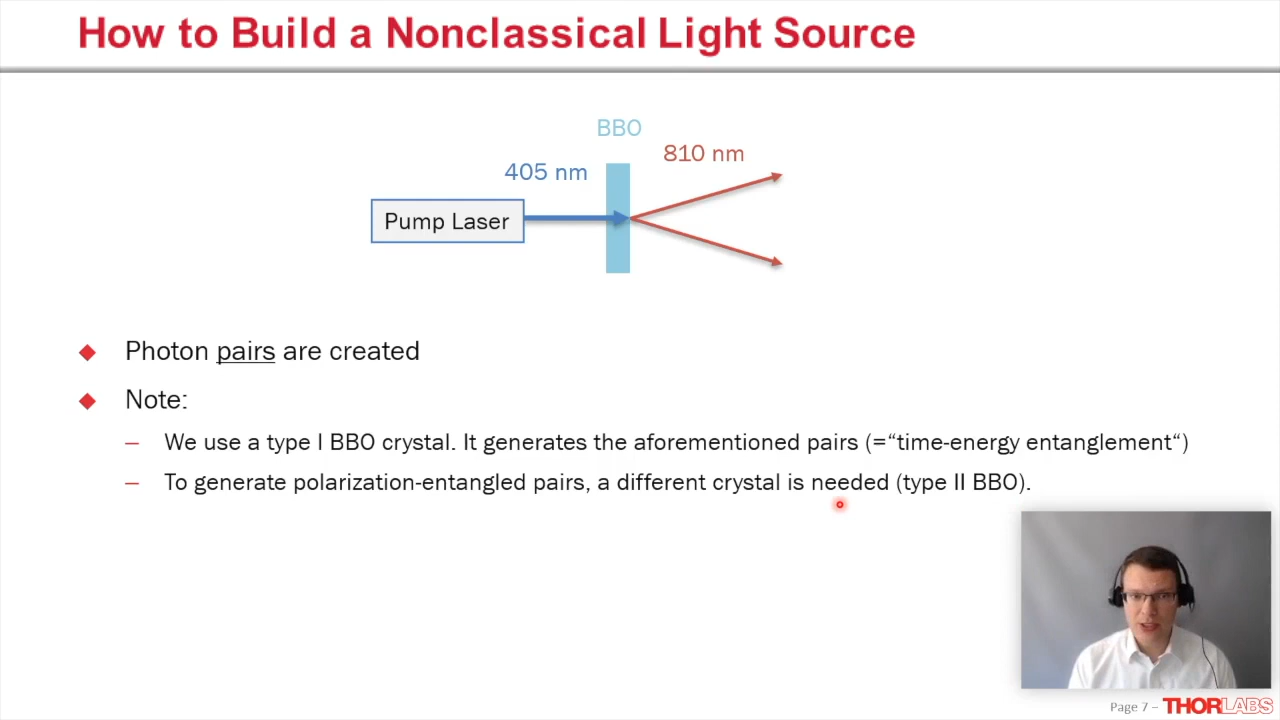 How to Build a Nonclassical Light Source
BBO
810 nm
405 nm
Pump Laser
Photon pairs are created
Note:
– We use a type I BBO crystal. It generates the aforementioned pairs (=“time-energy entanglement“)
– To generate polarization-entangled pairs, a different crystal is needed (type II BBO).
Page 7 – THORLABS